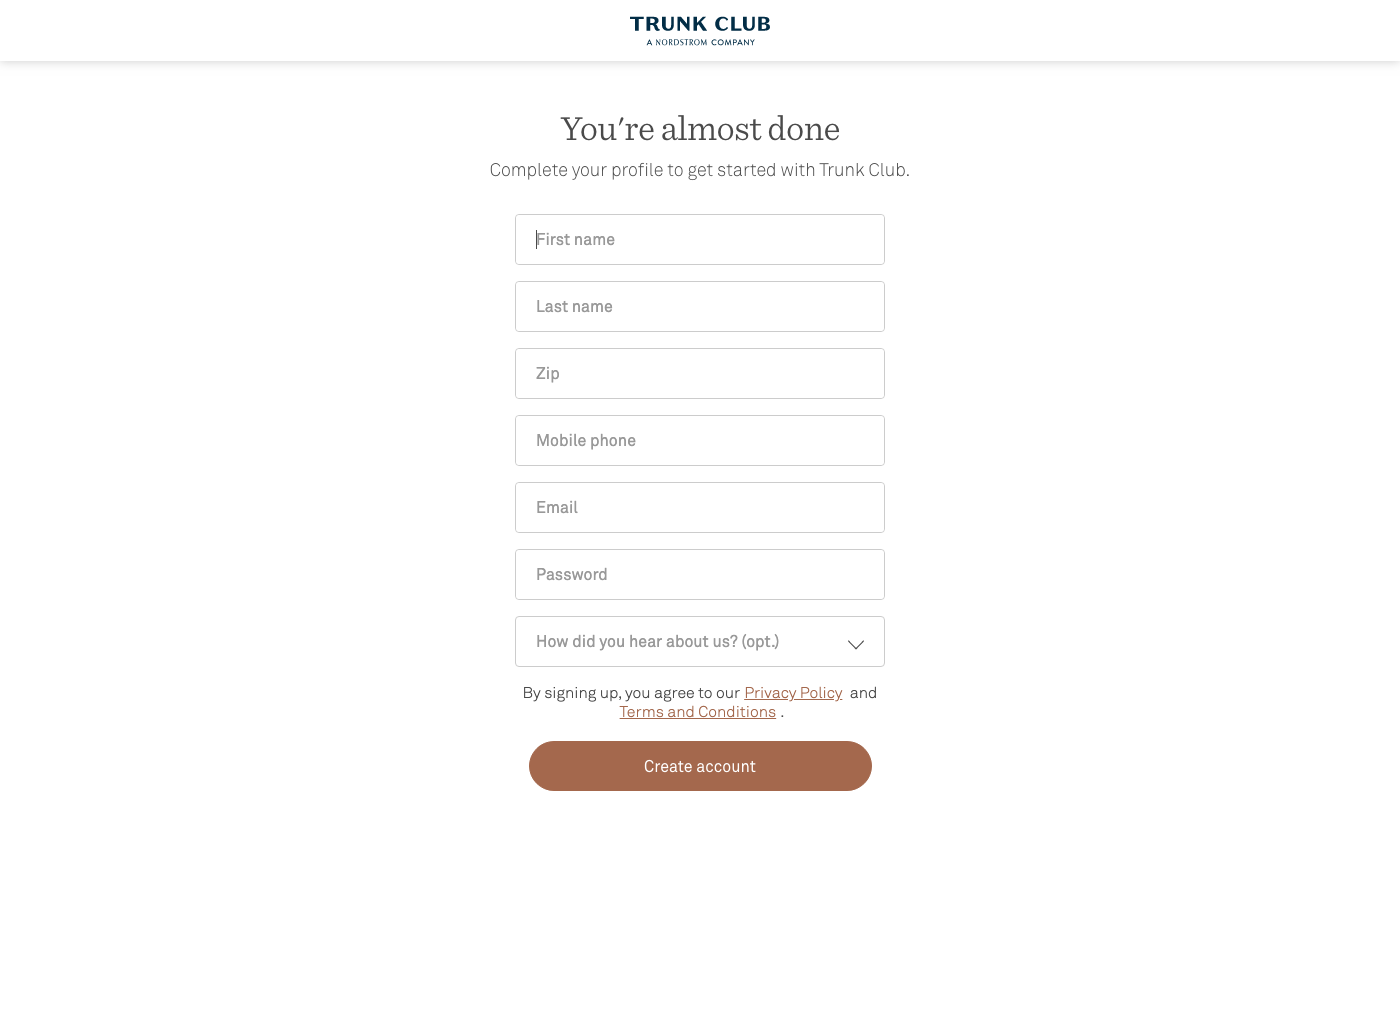 TRUNK CLUB
A NORDSTROM COMPANY
You're almost done
Complete your profile to get started with Trunk Club.
First name
Last name
Zip
Mobile phone
Email
Password
How did you hear about us? (opt.)
By signing up, you agree to our Privacy Policy and
Terms and Conditions .
Create account